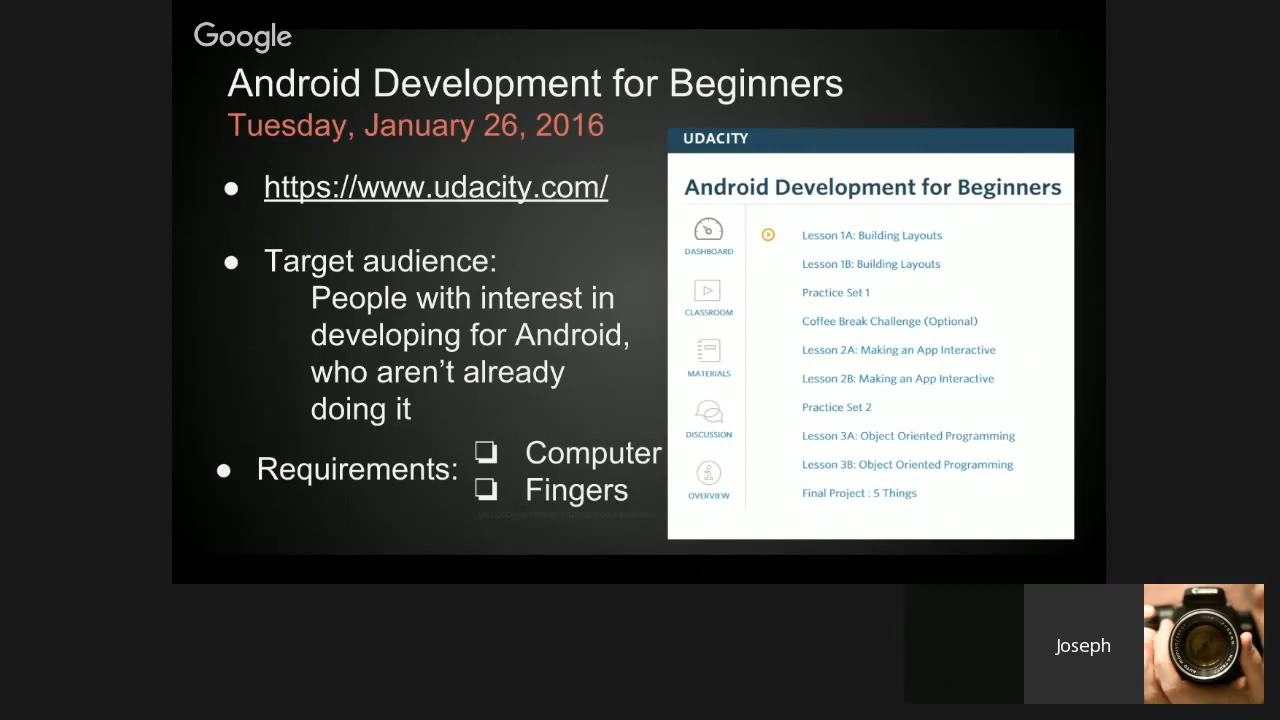 Google
Android Development for Beginners
Tuesday, January 26, 2016
● https://www.udacity.com/
● Target audience:
People with interest in
developing for Android,
who aren't already
doing it
● Requirements:
❏ Computer
❏ Fingers
UDACITY
Android Development for Beginners
DASHBOARD
CLASSROOM
MATERIALS
DISCUSSION
OVERVIEW
Lesson 1A: Building Layouts
Lesson 1B: Building Layouts
Practice Set 1
Coffee Break Challenge (Optional)
Lesson 2A: Making an App Interactive
Lesson 2B: Making an App Interactive
Practice Set 2
Lesson 3A: Object Oriented Programming
Lesson 3B: Object Oriented Programming
Final Project : 5 Things
Joseph